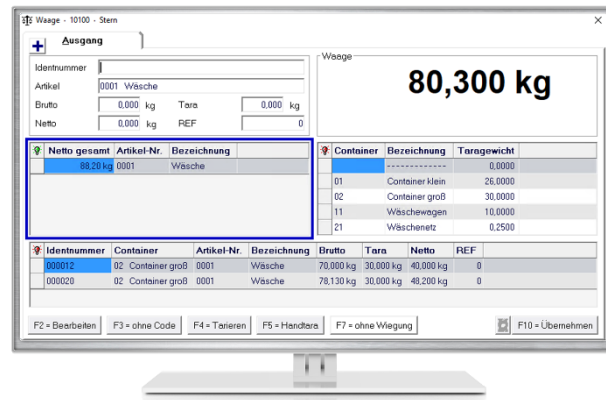 Waage - 10100 - Stern
Ausgang
Identnummer
Artikel 0001 Wäsche
Brutto 0,000 kg Tara 0,000 kg
Netto 0,000 kg REF 0
Waage
80,300 kg
Netto gesamt Artikel-Nr. Bezeichnung
88,20 kg 0001 Wäsche
Container Bezeichnung Taragewicht
------------- 0,0000
01 Container klein 26,0000
02 Container groß 30,0000
11 Wäschewagen 10,0000
21 Wäschenetz 0,2500
Identnummer Container Artikel-Nr. Bezeichnung Brutto Tara Netto REF
000012 02 Container groß 0001 Wäsche 70,000 kg 30,000 kg 40,000 kg 0
000020 02 Container groß 0001 Wäsche 78,130 kg 30,000 kg 48,200 kg 0
F2 = Bearbeiten F3 = ohne Code F4 = Tarieren F5 = Handtara F7 = ohne Wiegung F10 = Übernehmen